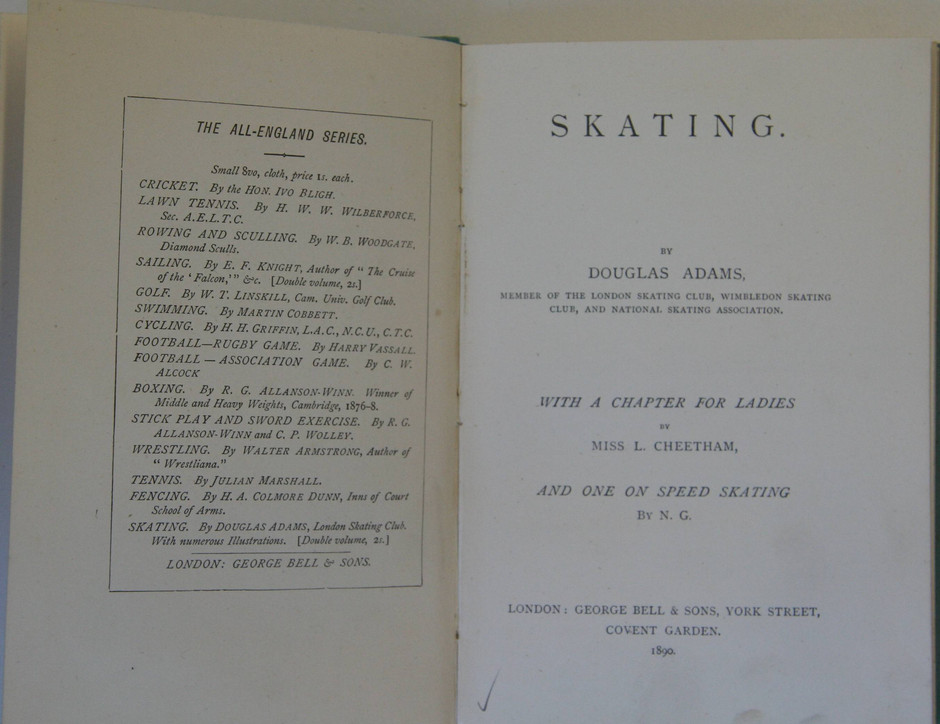 THE ALL-ENGLAND SERIES.
Small 8vo, cloth, price 1s. each.
CRICKET. By the HON. IVO BLIGH.
LAWN TENNIS. By H. W. W. WILBERFORCE,
Sec. A.E.L.T.C.
ROWING AND SCULLING. By W. B. WOODGATE,
Diamond Sculls.
SAILING. By E. F. KNIGHT, Author of "The Cruise
of the 'Falcon,'" &c. [Double volume, 2s.]
GOLF. By W. T. LINSKILL, Cam. Univ. Golf Club.
SWIMMING. By MARTIN COBBETT.
CYCLING. By H. H. GRIFFIN, L.A.C., N.C.U., C.T.C.
FOOTBALL—RUGBY GAME. By HARRY VASSALL.
FOOTBALL — ASSOCIATION GAME. By C. W.
ALCOCK
BOXING. By R. G. ALLANSON-WINN. Winner of
Middle and Heavy Weights, Cambridge, 1876-8.
STICK PLAY AND SWORD EXERCISE. By R. G.
ALLANSON-WINN and C. P. WOLLEY.
WRESTLING. By WALTER ARMSTRONG, Author of
"Wrestliana."
TENNIS. By JULIAN MARSHALL.
FENCING. By H. A. COLMORE DUNN, Inns of Court
School of Arms.
SKATING. By DOUGLAS ADAMS, London Skating Club.
With numerous Illustrations. [Double volume, 2s.]
LONDON: GEORGE BELL & SONS.
SKATING.
BY
DOUGLAS ADAMS,
MEMBER OF THE LONDON SKATING CLUB, WIMBLEDON SKATING
CLUB, AND NATIONAL SKATING ASSOCIATION.
WITH A CHAPTER FOR LADIES
BY
MISS L. CHEETHAM,
AND ONE ON SPEED SKATING
BY N. G.
LONDON: GEORGE BELL & SONS, YORK STREET,
COVENT GARDEN.
1890.